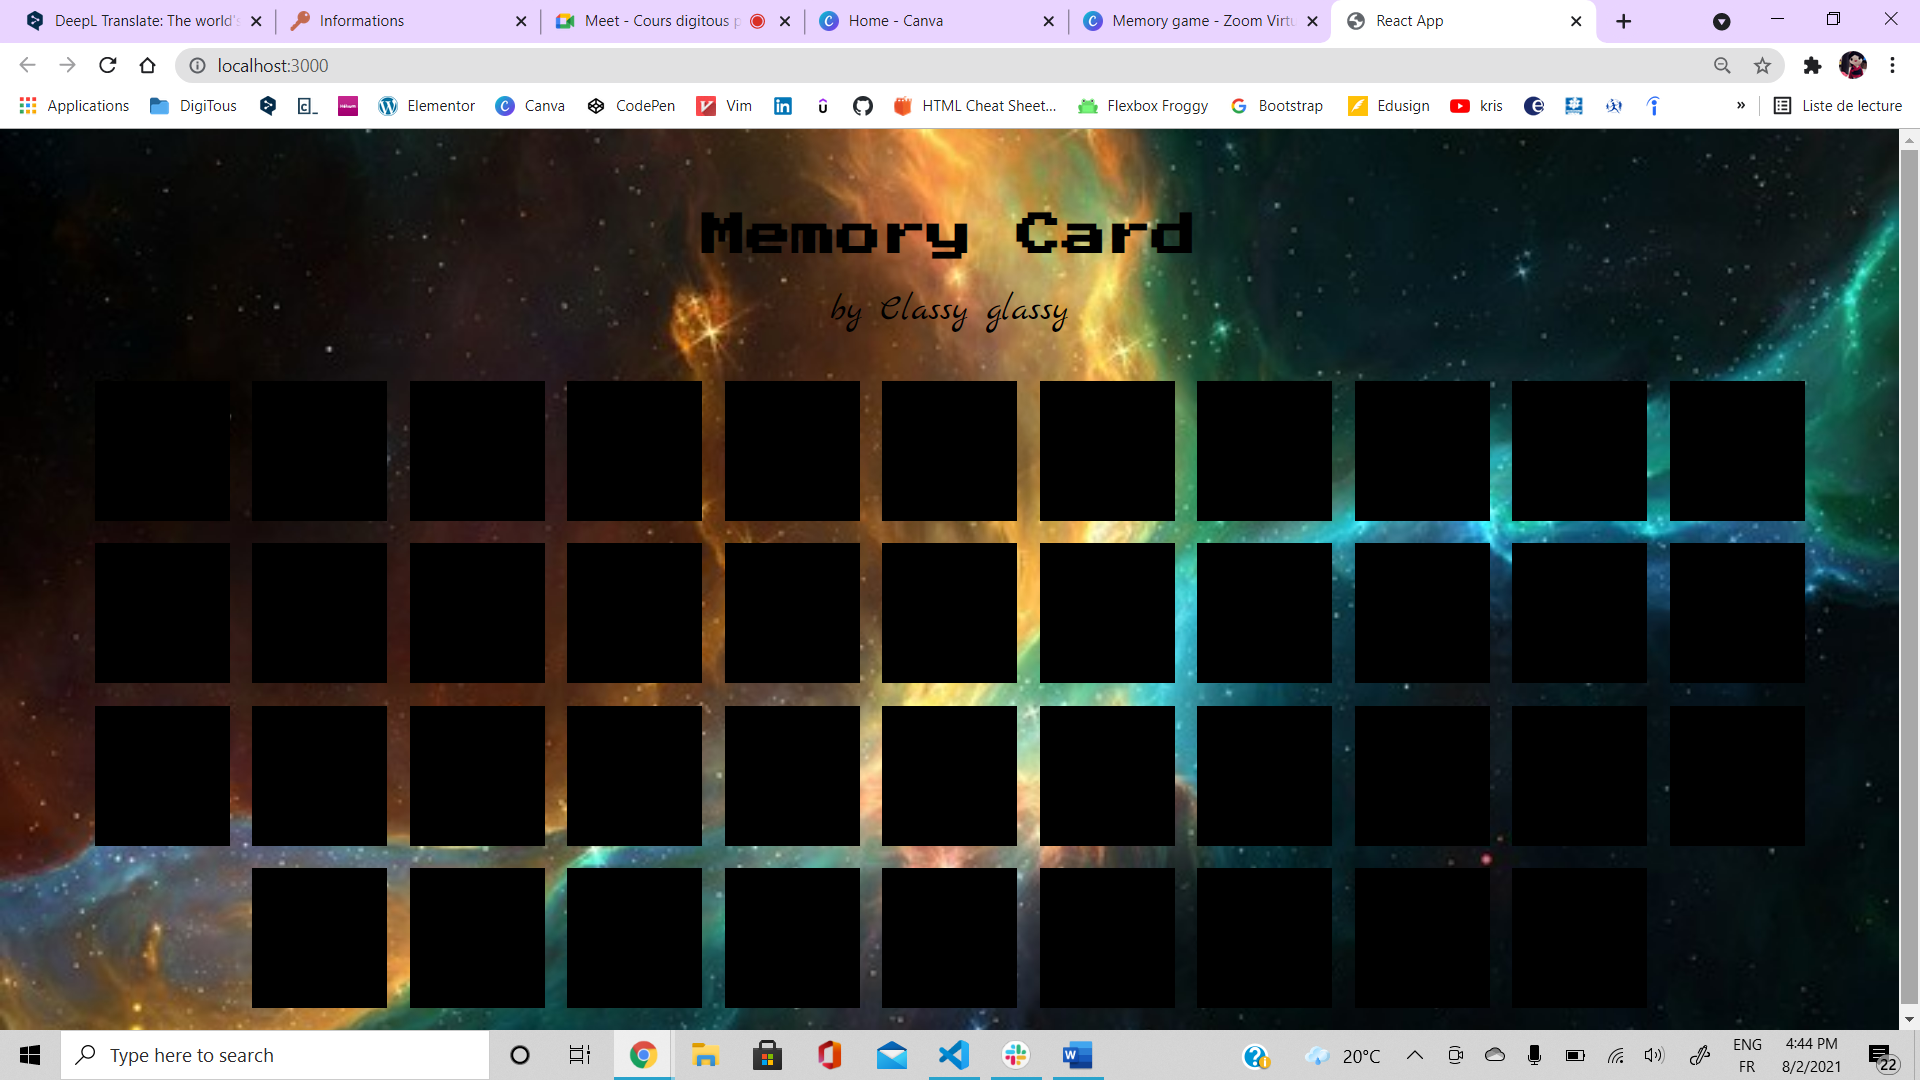 DeepL Translate: The world's
Informations
Meet - Cours digitous p
Home - Canva
Memory game - Zoom Virtu
React App
localhost:3000
Applications
DigiTous
Elementor
Canva
CodePen
Vim
HTML Cheat Sheet...
Flexbox Froggy
Bootstrap
Edusign
kris
»
Liste de lecture
Memory Card
by Classy glassy
Type here to search
20°C
ENG
FR
4:44 PM
8/2/2021
22